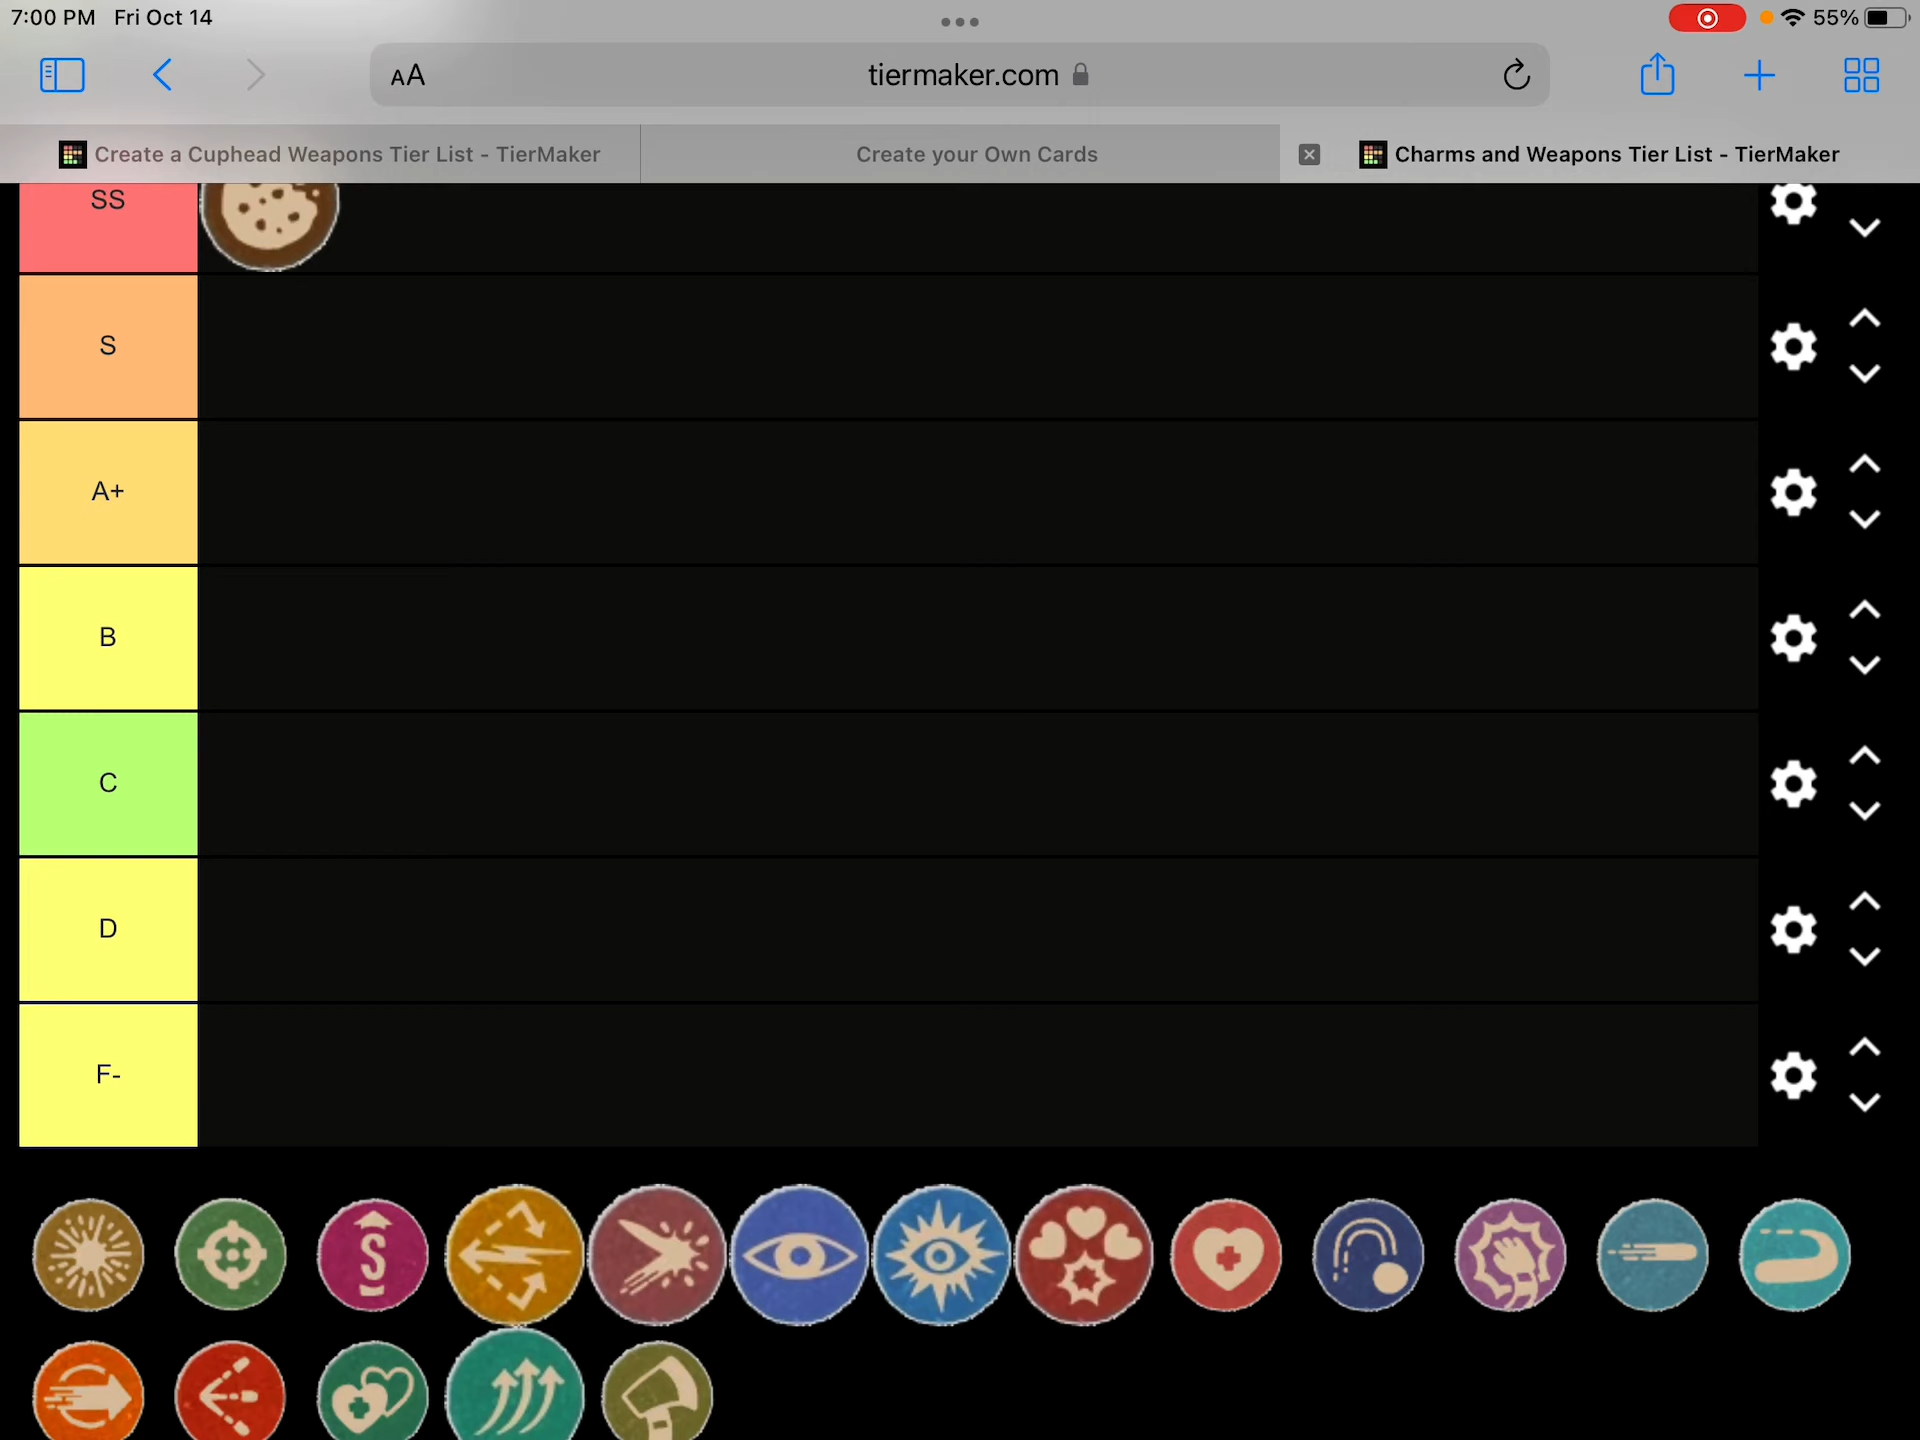 7:00 PM Fri Oct 14
55%
AA
tiermaker.com
Create a Cuphead Weapons Tier List - TierMaker
Create your Own Cards
Charms and Weapons Tier List - TierMaker
SS
S
A+
B
C
D
F-
S